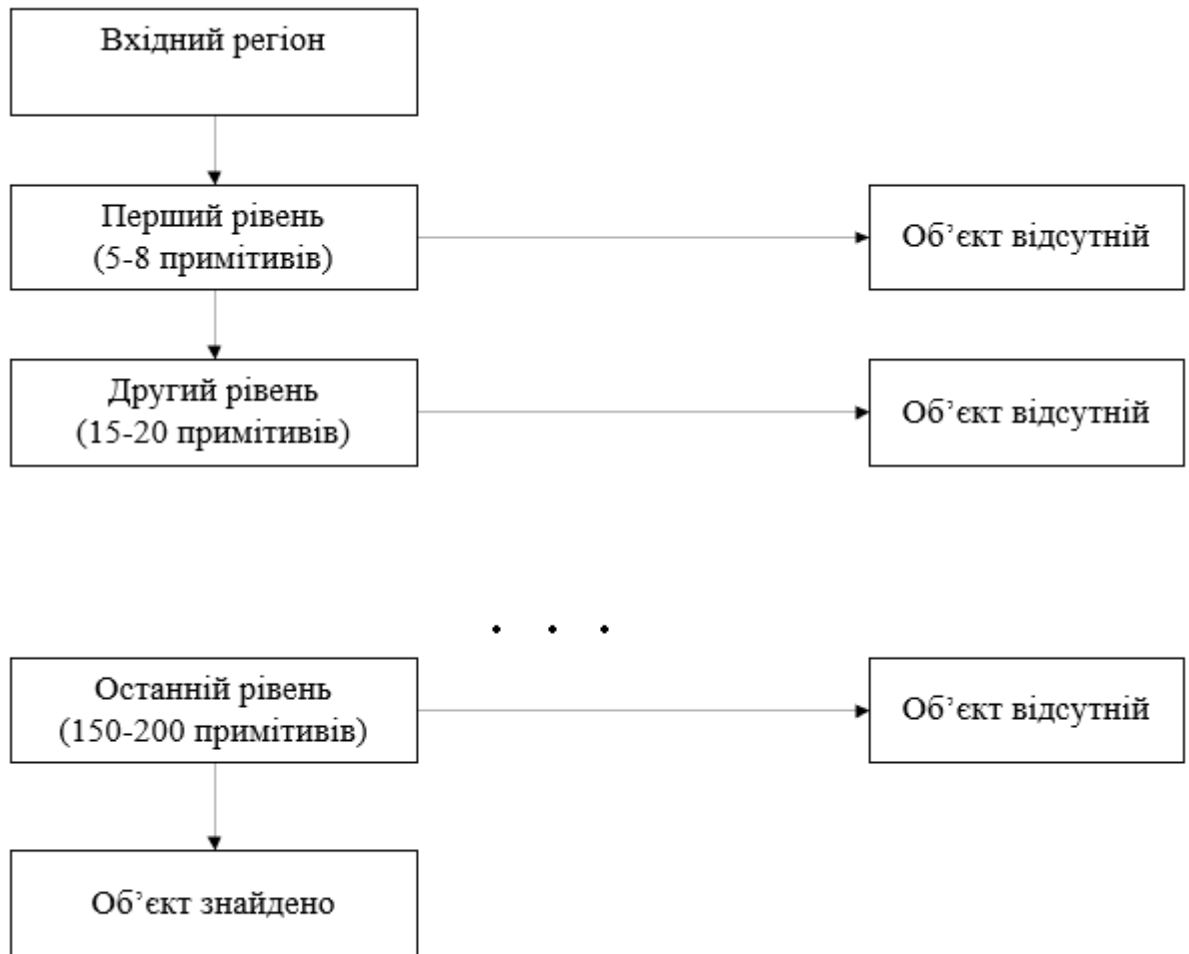 Вхідний регіон
Перший рівень
(5-8 примітивів)
Об’єкт відсутній
Другий рівень
(15-20 примітивів)
Об’єкт відсутній
. . .
Останній рівень
(150-200 примітивів)
Об’єкт відсутній
Об’єкт знайдено